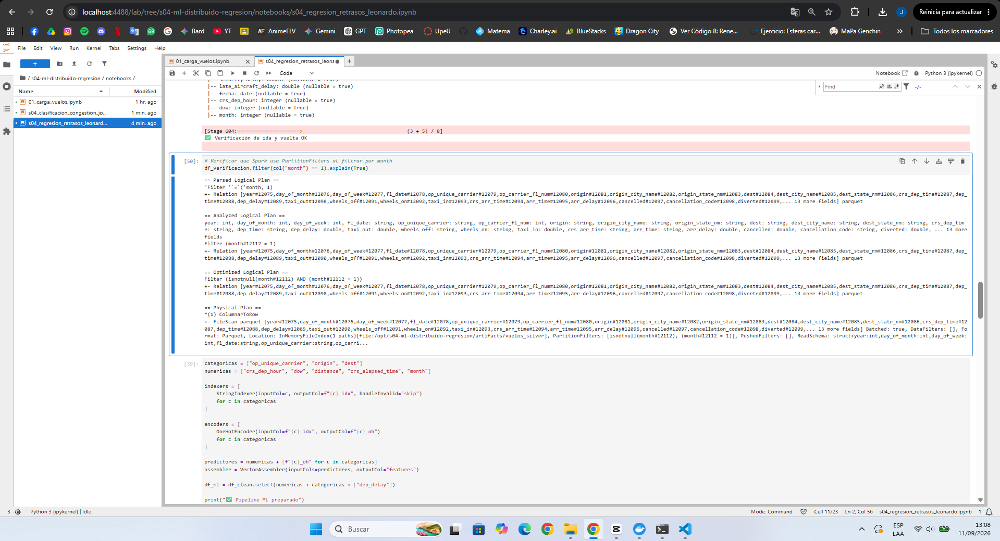 localhost:4488/lab/tree/s04-ml-distribuido-regresion/notebooks/s04_regresion_retrasos_leonardo.ipynb
Reinicia para actualizar
Bard YT AnimeFLV Gemini GPT Photopea UpeU Matema Charley.ai BlueStacks Dragon City Ver Código 8: Rene... Ejercicio: Esferas car... MaPa Genchin » Todos los marcadores
File Edit View Run Kernel Tabs Settings Help
01_carga_vuelos.ipynb
s04_regresion_retrasos_leona
Code
Notebook
Python 3 (ipykernel)
/ s04-ml-distribuido-regresion / notebooks /
Name Modified
01_carga_vuelos.ipynb 1 hr. ago
s04_clasificacion_congestion_jo... 1 min. ago
s04_regresion_retrasos_leonard... 4 min. ago
Find
-/-
|-- security_delay: double (nullable = true)
|-- late_aircraft_delay: double (nullable = true)
|-- fecha: date (nullable = true)
|-- crs_dep_hour: integer (nullable = true)
|-- dow: integer (nullable = true)
|-- month: integer (nullable = true)
[Stage 604:=====================> (3 + 5) / 8]
✅ Verificación de ida y vuelta OK
[50]:
# Verificar que Spark usa PartitionFilters al filtrar por month
df_verificacion.filter(col("month") == 1).explain(True)
== Parsed Logical Plan ==
'Filter '`=`('month, 1)
+- Relation [year#12075,day_of_month#12076,day_of_week#12077,fl_date#12078,op_unique_carrier#12079,op_carrier_fl_num#12080,origin#12081,origin_city_name#12082,origin_state_nm#12083,dest#12084,dest_city_name#12085,dest_state_nm#12086,crs_dep_time#12087,dep_
time#12088,dep_delay#12089,taxi_out#12090,wheels_off#12091,wheels_on#12092,taxi_in#12093,crs_arr_time#12094,arr_time#12095,arr_delay#12096,cancelled#12097,cancellation_code#12098,diverted#12099,... 13 more fields] parquet
== Analyzed Logical Plan ==
year: int, day_of_month: int, day_of_week: int, fl_date: string, op_unique_carrier: string, op_carrier_fl_num: int, origin: string, origin_city_name: string, origin_state_nm: string, dest: string, dest_city_name: string, dest_state_nm: string, crs_dep_tim
e: string, dep_time: string, dep_delay: double, taxi_out: double, wheels_off: string, wheels_on: string, taxi_in: double, crs_arr_time: string, arr_time: string, arr_delay: double, cancelled: double, cancellation_code: string, diverted: double, ... 13 more
fields
Filter (month#12112 = 1)
+- Relation [year#12075,day_of_month#12076,day_of_week#12077,fl_date#12078,op_unique_carrier#12079,op_carrier_fl_num#12080,origin#12081,origin_city_name#12082,origin_state_nm#12083,dest#12084,dest_city_name#12085,dest_state_nm#12086,crs_dep_time#12087,dep_
time#12088,dep_delay#12089,taxi_out#12090,wheels_off#12091,wheels_on#12092,taxi_in#12093,crs_arr_time#12094,arr_time#12095,arr_delay#12096,cancelled#12097,cancellation_code#12098,diverted#12099,... 13 more fields] parquet
== Optimized Logical Plan ==
Filter (isnotnull(month#12112) AND (month#12112 = 1))
+- Relation [year#12075,day_of_month#12076,day_of_week#12077,fl_date#12078,op_unique_carrier#12079,op_carrier_fl_num#12080,origin#12081,origin_city_name#12082,origin_state_nm#12083,dest#12084,dest_city_name#12085,dest_state_nm#12086,crs_dep_time#12087,dep_
time#12088,dep_delay#12089,taxi_out#12090,wheels_off#12091,wheels_on#12092,taxi_in#12093,crs_arr_time#12094,arr_time#12095,arr_delay#12096,cancelled#12097,cancellation_code#12098,diverted#12099,... 13 more fields] parquet
== Physical Plan ==
*(1) ColumnarToRow
+- FileScan parquet [year#12075,day_of_month#12076,day_of_week#12077,fl_date#12078,op_unique_carrier#12079,op_carrier_fl_num#12080,origin#12081,origin_city_name#12082,origin_state_nm#12083,dest#12084,dest_city_name#12085,dest_state_nm#12086,crs_dep_time#12
087,dep_time#12088,dep_delay#12089,taxi_out#12090,wheels_off#12091,wheels_on#12092,taxi_in#12093,crs_arr_time#12094,arr_time#12095,arr_delay#12096,cancelled#12097,cancellation_code#12098,diverted#12099,... 13 more fields] Batched: true, DataFilters: [], Fo
rmat: Parquet, Location: InMemoryFileIndex(1 paths)[file:/opt/s04-ml-distribuido-regresion/artifacts/vuelos_silver], PartitionFilters: [isnotnull(month#12112), (month#12112 = 1)], PushedFilters: [], ReadSchema: struct<year:int,day_of_month:int,day_of_week:
int,fl_date:string,op_unique_carrier:string,op_carri...
[39]:
categoricas = ["op_unique_carrier", "origin", "dest"]
numericas = ["crs_dep_hour", "dow", "distance", "crs_elapsed_time", "month"]
indexers = [
StringIndexer(inputCol=c, outputCol=f"{c}_idx", handleInvalid="skip")
for c in categoricas
]
encoders = [
OneHotEncoder(inputCol=f"{c}_idx", outputCol=f"{c}_oh")
for c in categoricas
]
predictores = numericas + [f"{c}_oh" for c in categoricas]
assembler = VectorAssembler(inputCols=predictores, outputCol="features")
df_ml = df_clean.select(numericas + categoricas + ["dep_delay"])
print("✅ Pipeline ML preparado")
3 Python 3 (ipykernel) | Idle
Mode: Command Cell 11/23 Ln 2, Col 56 s04_regresion_retrasos_leonardo.ipynb 1
Buscar
ESP
LAA
13:08
11/09/2026